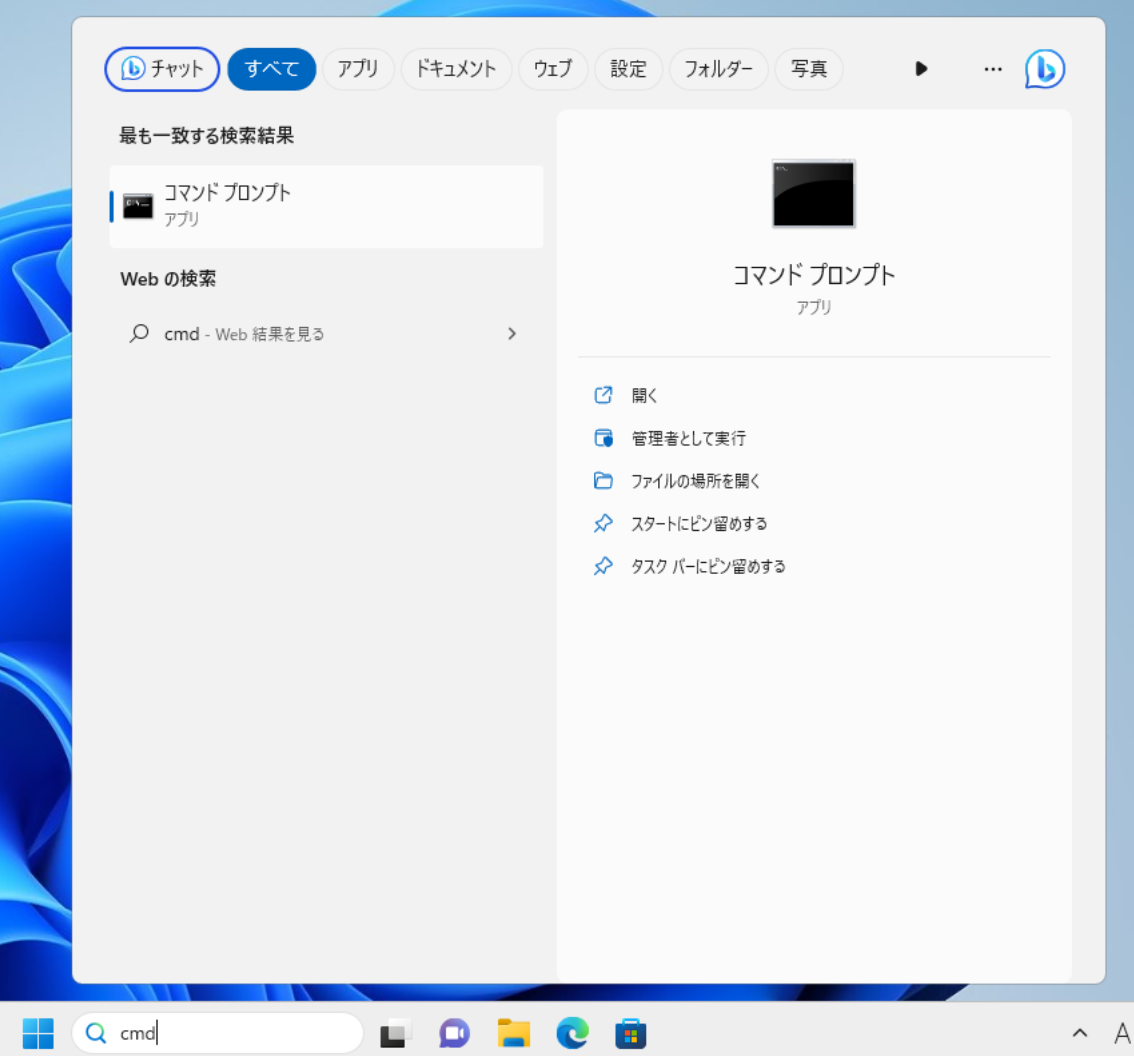 チャット すべて アプリ ドキュメント ウェブ 設定 フォルダー 写真
最も一致する検索結果
コマンド プロンプト
アプリ
Web の検索
cmd - Web 結果を見る
コマンド プロンプト
アプリ
開く
管理者として実行
ファイルの場所を開く
スタートにピン留めする
タスク バーにピン留めする
cmd
A